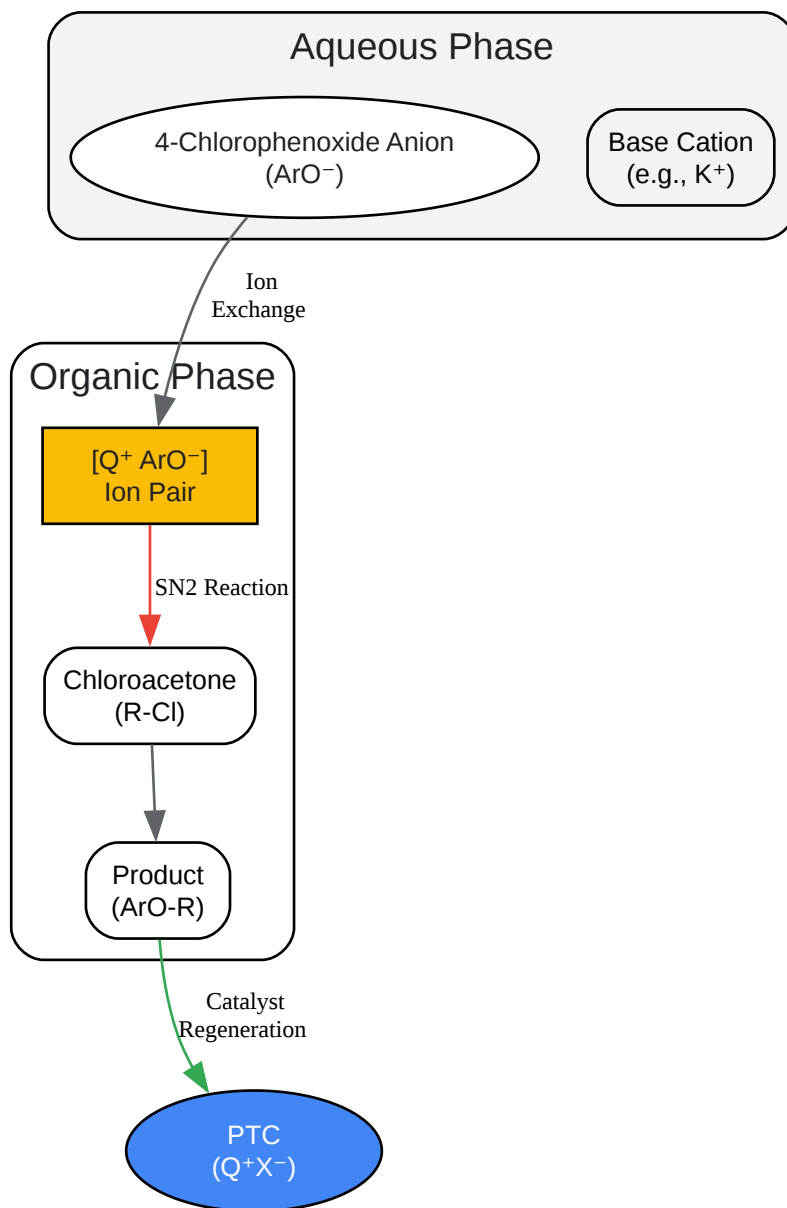 Aqueous Phase
4-Chlorophenoxide Anion
(ArO⁻)
Base Cation
(e.g., K⁺)
Ion
Exchange
Organic Phase
[Q⁺ ArO⁻]
Ion Pair
SN2 Reaction
Chloroacetone
(R-Cl)
Product
(ArO-R)
Catalyst
Regeneration
PTC
(Q⁺X⁻)